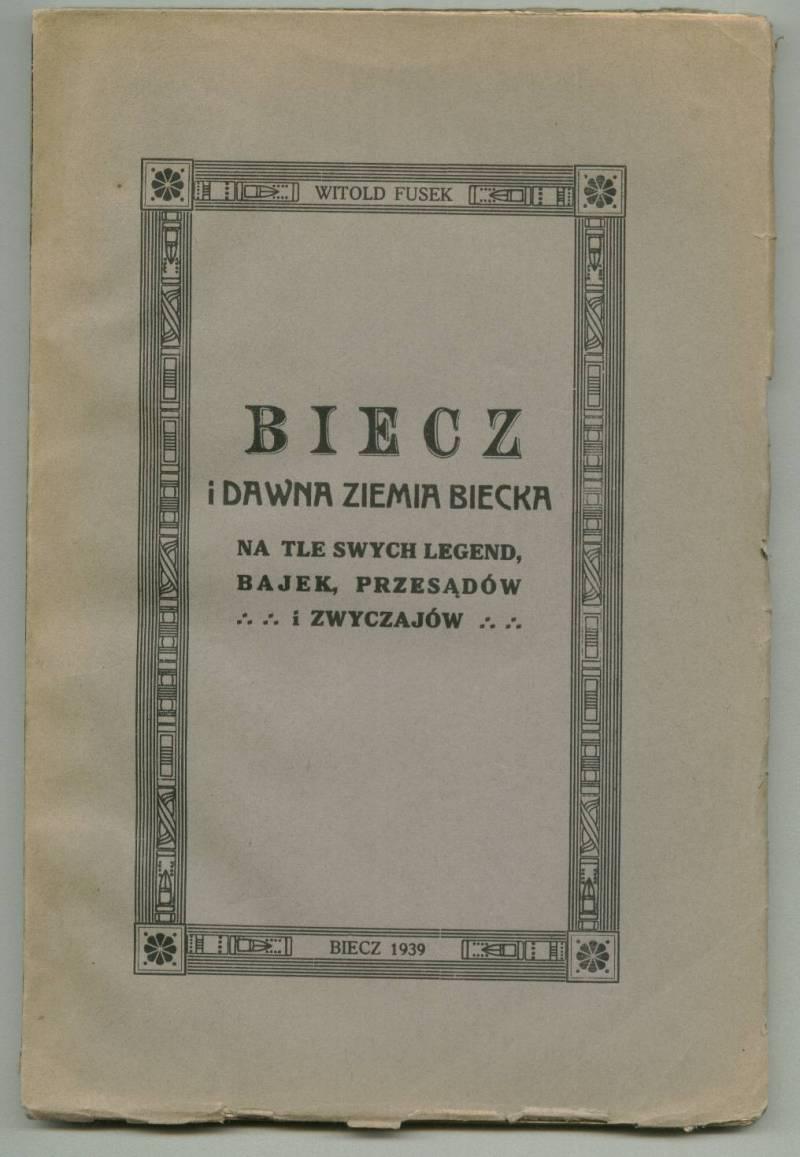 WITOLD FUSEK
BIECZ
i DAWNA ZIEMIA BIECKA
NA TLE SWYCH LEGEND,
BAJEK, PRZESĄDÓW
i ZWYCZAJÓW
BIECZ 1939